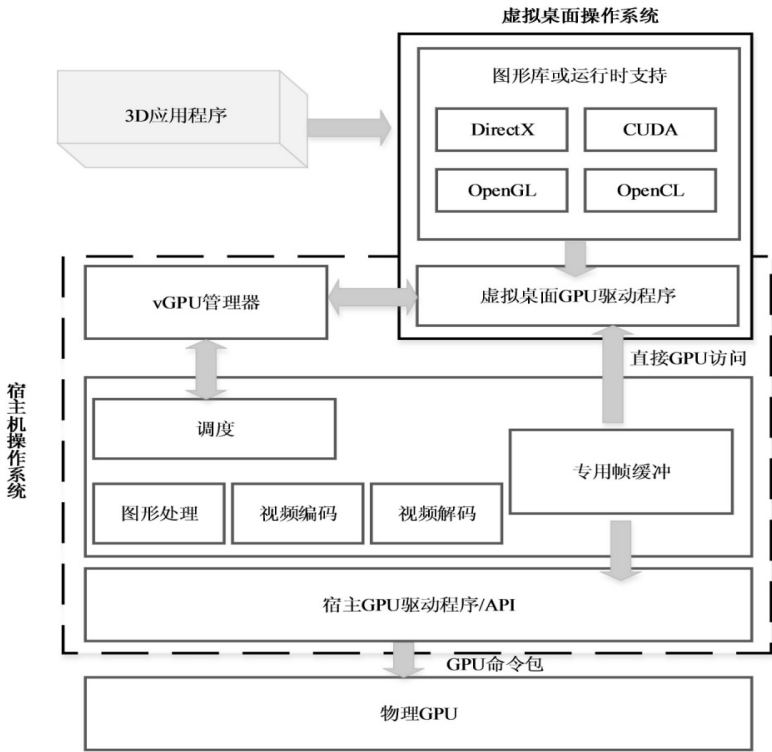 虚拟桌面操作系统
图形库或运行时支持
3D应用程序
DirectX
CUDA
OpenGL
OpenCL
vGPU管理器
虚拟桌面GPU驱动程序
直接GPU访问
宿主机操作系统
调度
专用帧缓冲
图形处理
视频编码
视频解码
宿主GPU驱动程序/API
GPU命令包
物理GPU